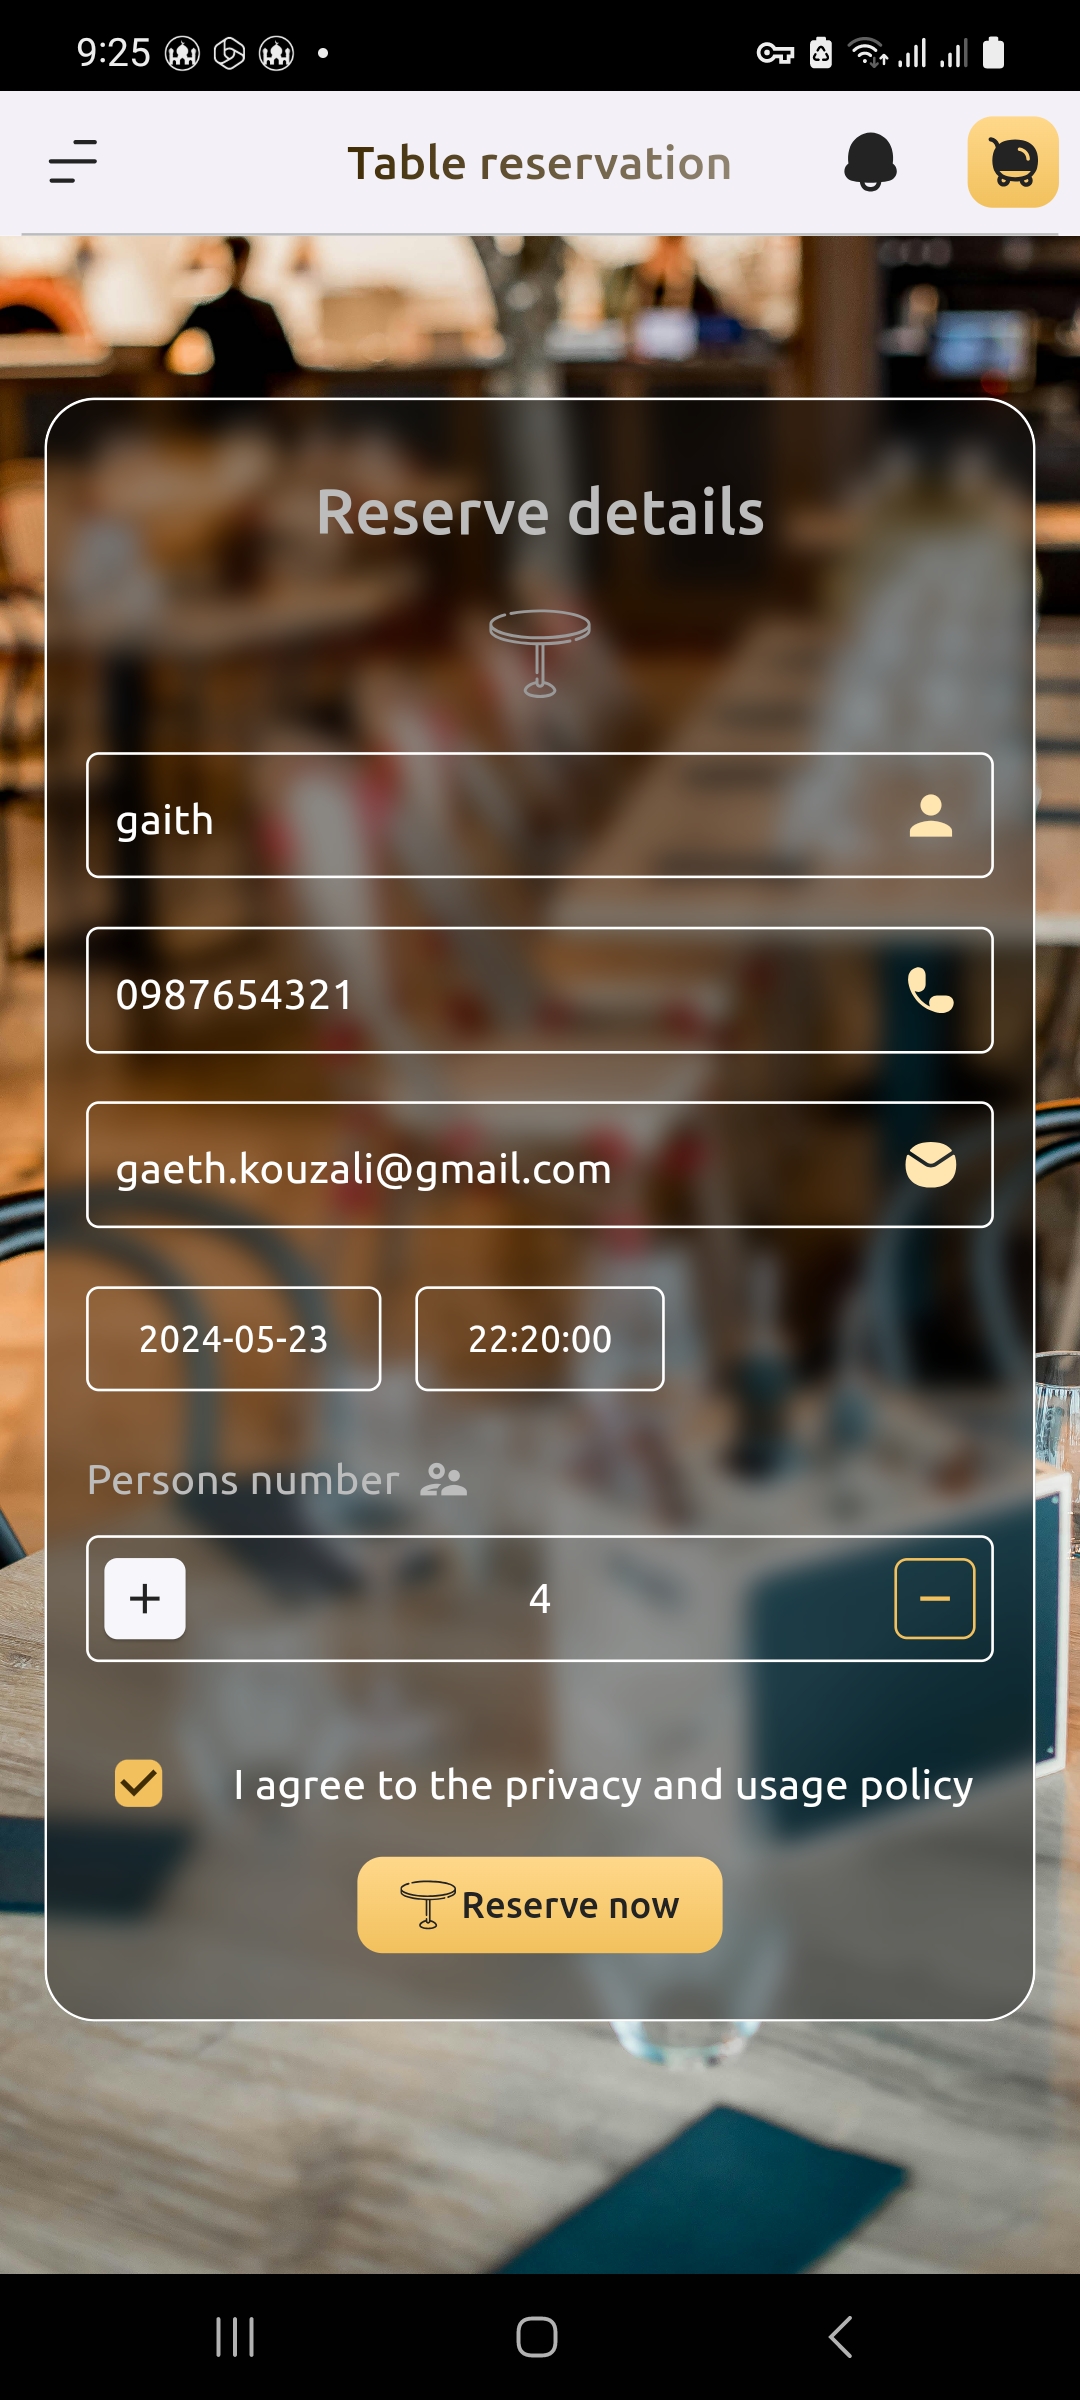 9:25
Table reservation
Reserve details
gaith
0987654321
gaeth.kouzali@gmail.com
2024-05-23 22:20:00
Persons number
4
I agree to the privacy and usage policy
Reserve now